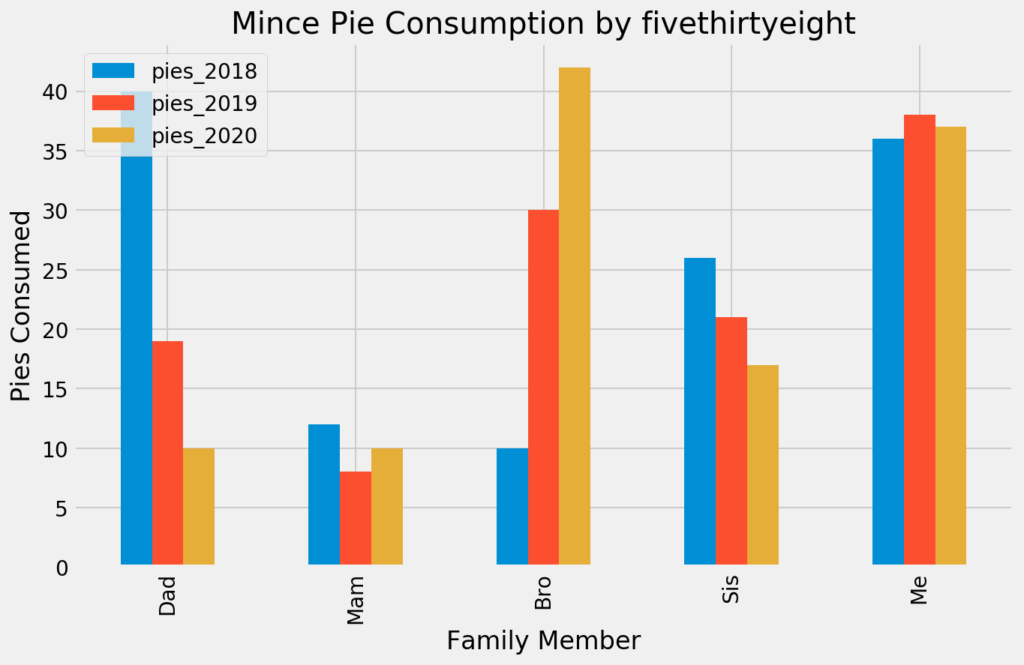 Mince Pie Consumption by fivethirtyeight
pies_2018
pies_2019
pies_2020
Pies Consumed
40
35
30
25
20
15
10
5
0
Dad
Mam
Bro
Sis
Me
Family Member